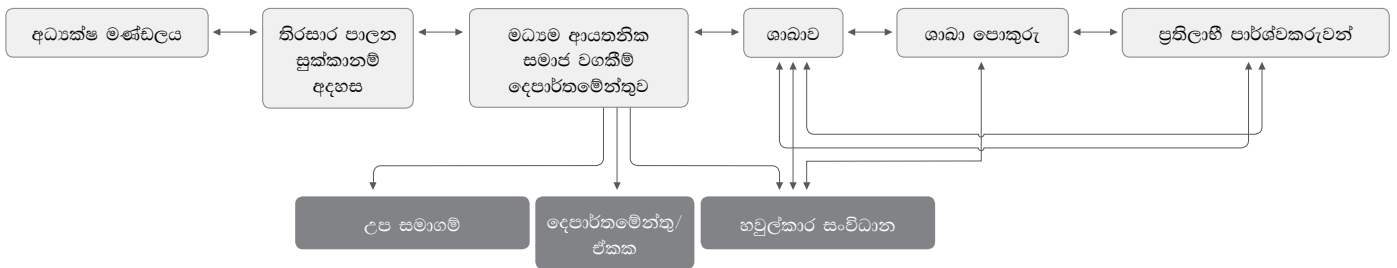 අධ්‍යක්ෂ මණ්ඩලය
තිරසාර පාලන
සුක්කානම්
අදහස
මධ්‍යම ආයතනික
සමාජ වගකීම්
දෙපාර්තමේන්තුව
ශාඛාව
ශාඛා පොකුරු
ප්‍රතිලාභී පාර්ශ්වකරුවන්
උප සමාගම්
දෙපාර්තමේන්තු/
ඒකක
හවුල්කාර සංවිධාන